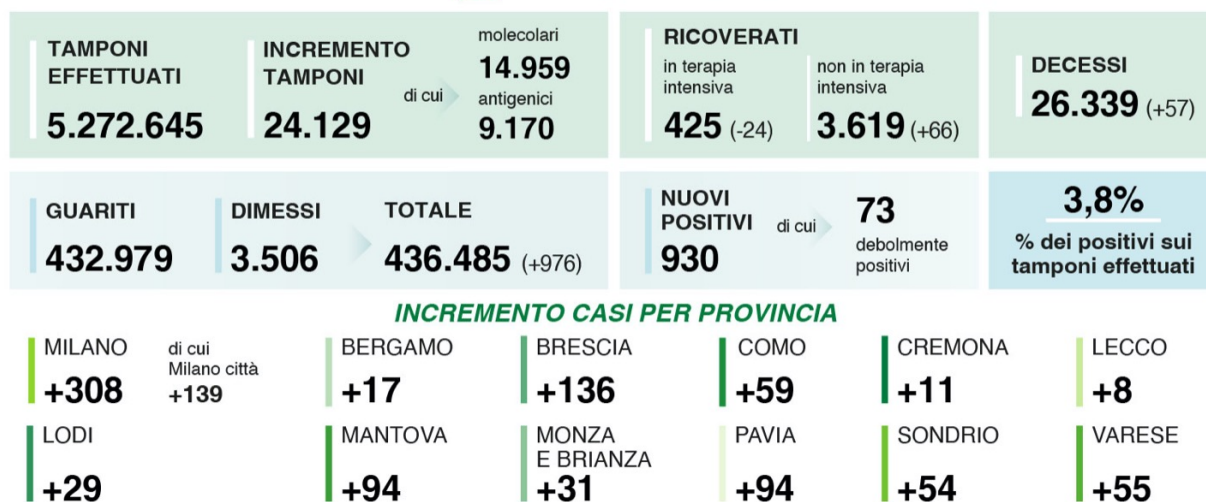 TAMPONI
EFFETTUATI
5.272.645
INCREMENTO
TAMPONI
24.129
di cui
molecolari
14.959
antigenici
9.170
RICOVERATI
in terapia
intensiva
425 (-24)
non in terapia
intensiva
3.619 (+66)
DECESSI
26.339 (+57)
GUARITI
432.979
DIMESSI
3.506
TOTALE
436.485 (+976)
NUOVI
POSITIVI
930
di cui
73
debolmente
positivi
3,8%
% dei positivi sui
tamponi effettuati
INCREMENTO CASI PER PROVINCIA
MILANO
+308
di cui
Milano città
+139
BERGAMO
+17
BRESCIA
+136
COMO
+59
CREMONA
+11
LECCO
+8
LODI
+29
MANTOVA
+94
MONZA
E BRIANZA
+31
PAVIA
+94
SONDRIO
+54
VARESE
+55